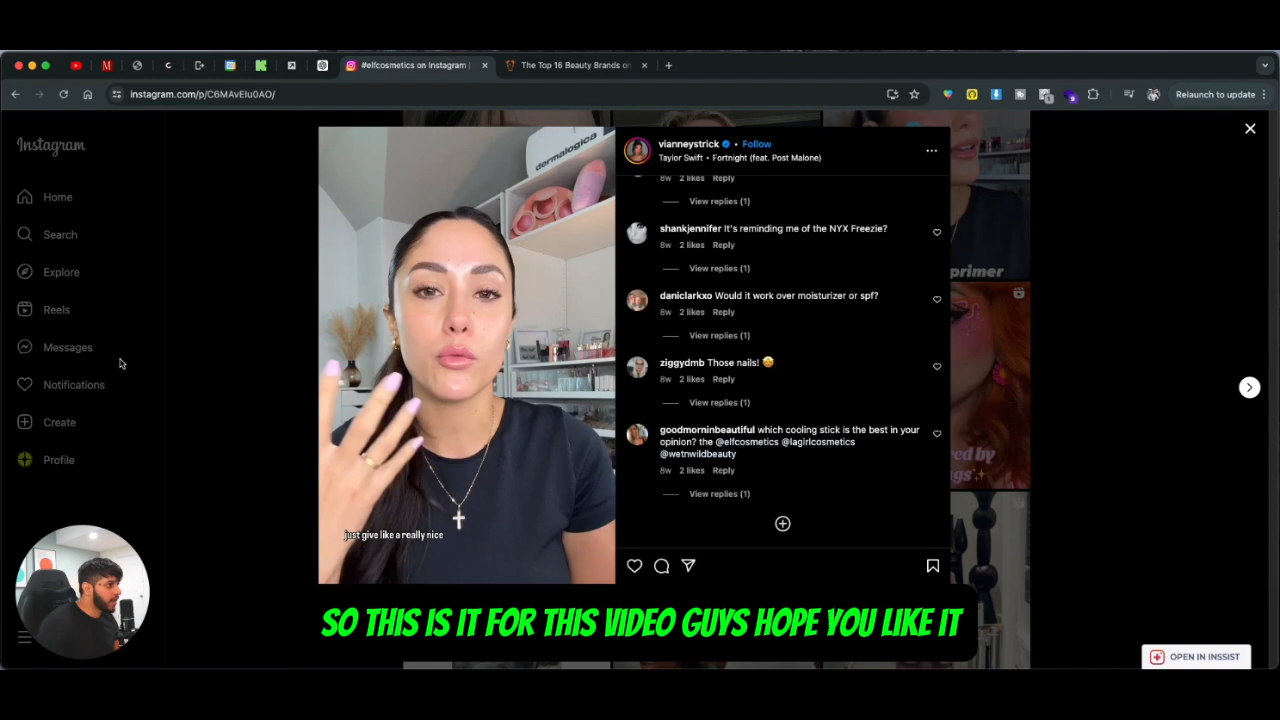 #elfcosmetics on Instagram |
The Top 16 Beauty Brands on
instagram.com/p/C6MAvEIu0AO/
Relaunch to update
Instagram
Home
Search
Explore
Reels
Messages
Notifications
Create
Profile
dermalogica
just give like a really nice
vianneystrick • Follow
Taylor Swift • Fortnight (feat. Post Malone)
8w 2 likes Reply
View replies (1)
shankjennifer It's reminding me of the NYX Freezie?
8w 2 likes Reply
View replies (1)
daniclarkxo Would it work over moisturizer or spf?
8w 2 likes Reply
View replies (1)
ziggydmb Those nails! 🤩
8w 2 likes Reply
View replies (1)
goodmorninbeautiful which cooling stick is the best in your
opinion? the @elfcosmetics @lagirlcosmetics
@wetnwildbeauty
8w 2 likes Reply
View replies (1)
primer
SO THIS IS IT FOR THIS VIDEO GUYS HOPE YOU LIKE IT
OPEN IN INSSIST